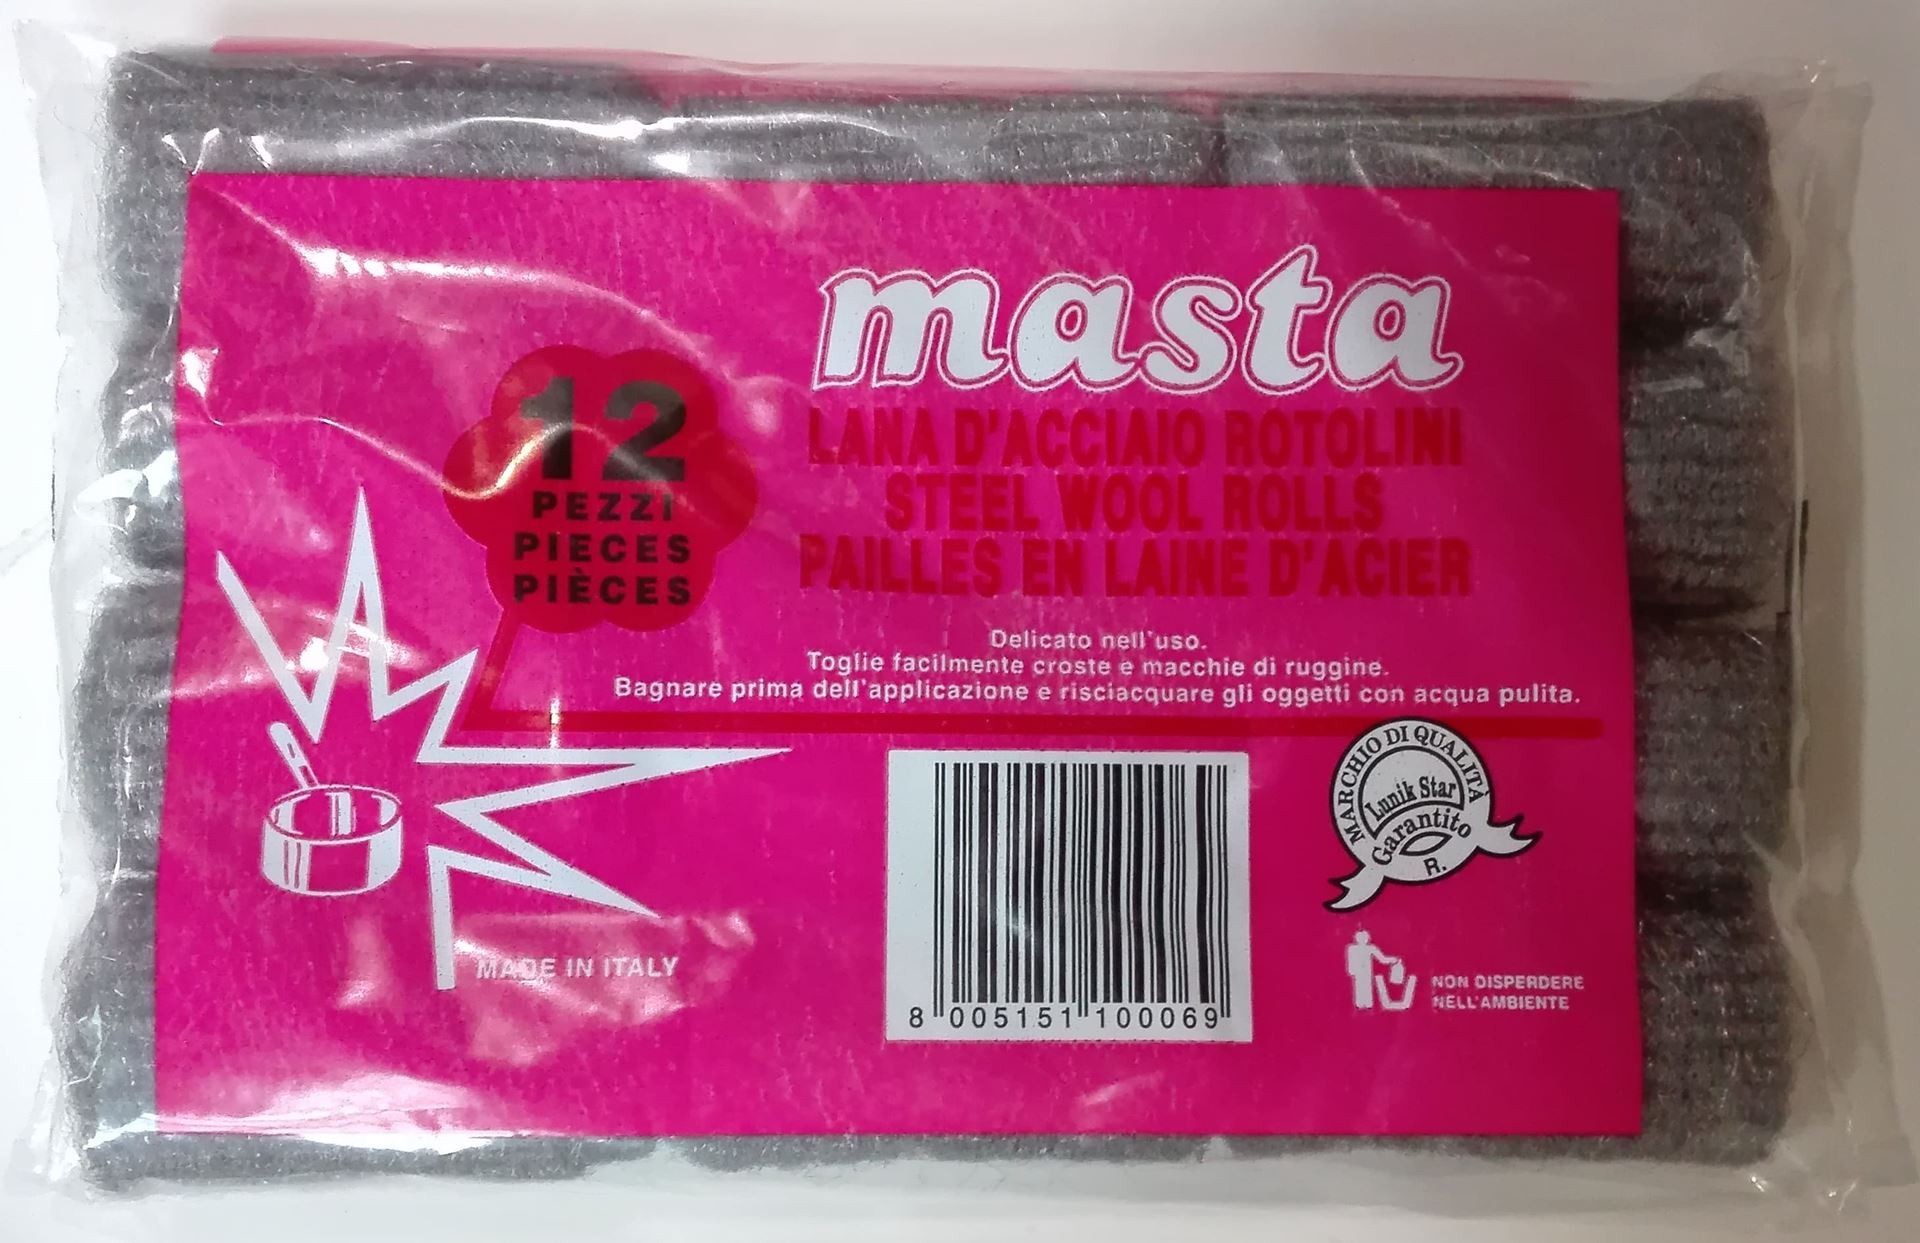 masta
LANA D'ACCIAIO ROTOLINI
STEEL WOOL ROLLS
PAILLES EN LAINE D'ACIER
12
PEZZI
PIECES
PIÈCES
Delicato nell'uso.
Toglie facilmente croste e macchie di ruggine.
Bagnare prima dell'applicazione e risciacquare gli oggetti con acqua pulita.
MADE IN ITALY
8 005151 100069
MARCHIO DI QUALITÀ
Lunik Star
Garantito
R.
NON DISPERDERE
NELL'AMBIENTE